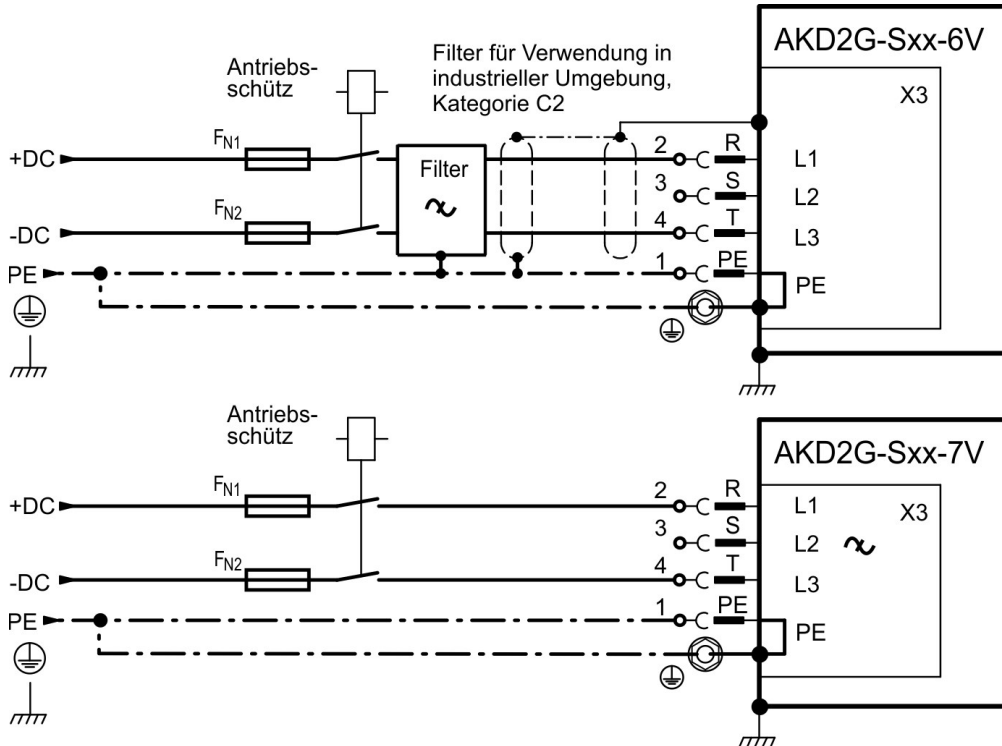 AKD2G-Sxx-6V
X3
Antriebs-
schütz
Filter für Verwendung in
industrieller Umgebung,
Kategorie C2
+DC
FN1
Filter
2
R
L1
3
S
L2
-DC
FN2
4
T
L3
PE
1
PE
PE
AKD2G-Sxx-7V
X3
Antriebs-
schütz
+DC
FN1
2
R
L1
3
S
L2
-DC
FN2
4
T
L3
PE
1
PE
PE